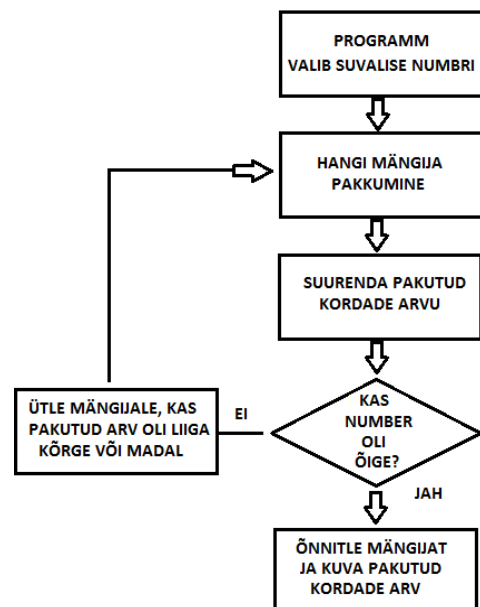 PROGRAMM
VALIB SUVALISE NUMBRI
HANGI MÄNGIJA
PAKKUMINE
SUURENDA PAKUTUD
KORDADE ARVU
KAS
NUMBER
OLI
ÕIGE?
EI
ÜTLE MÄNGIJALE, KAS
PAKUTUD ARV OLI LIIGA
KÕRGE VÕI MADAL
JAH
ÕNNITLE MÄNGIJAT
JA KUVA PAKUTUD
KORDADE ARV